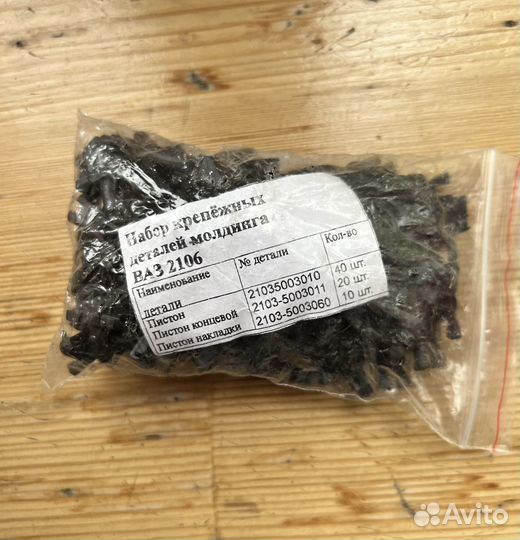 Набор крепёжных
деталей молдинга
ВАЗ 2106
Наименование детали № детали Кол-во
Пистон 21035003010 40 шт.
Пистон концевой 2103-5003011 20 шт.
Пистон накладки 2103-5003060 10 шт.
Avito